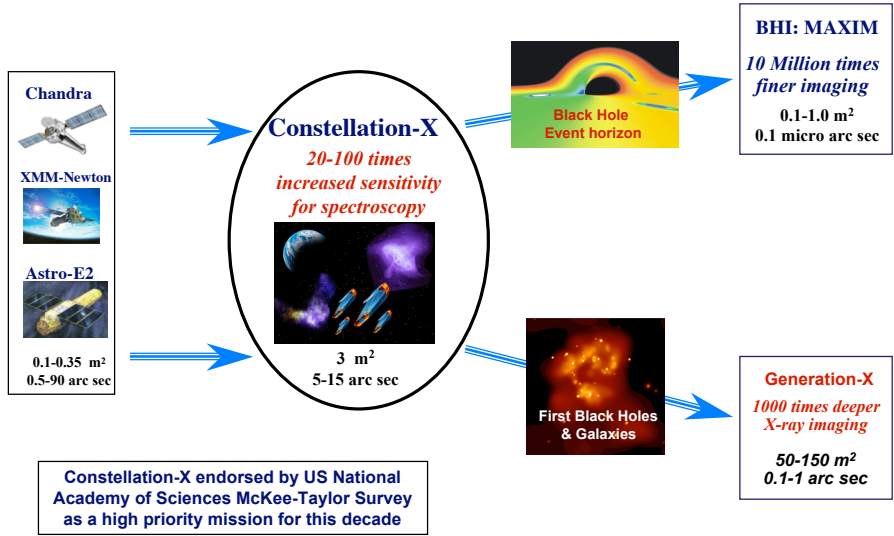 Chandra
XMM-Newton
Astro-E2
0.1-0.35 m²
0.5-90 arc sec
Constellation-X
20-100 times
increased sensitivity
for spectroscopy
3 m²
5-15 arc sec
Black Hole
Event horizon
BHI: MAXIM
10 Million times
finer imaging
0.1-1.0 m²
0.1 micro arc sec
First Black Holes
& Galaxies
Generation-X
1000 times deeper
X-ray imaging
50-150 m²
0.1-1 arc sec
Constellation-X endorsed by US National
Academy of Sciences McKee-Taylor Survey
as a high priority mission for this decade